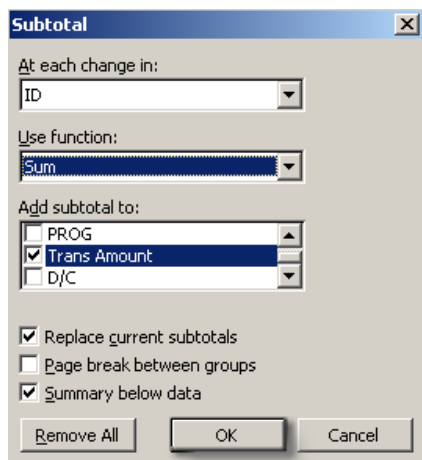 Subtotal
At each change in:
ID
Use function:
Sum
Add subtotal to:
PROG
Trans Amount
D/C
Replace current subtotals
Page break between groups
Summary below data
Remove All OK Cancel